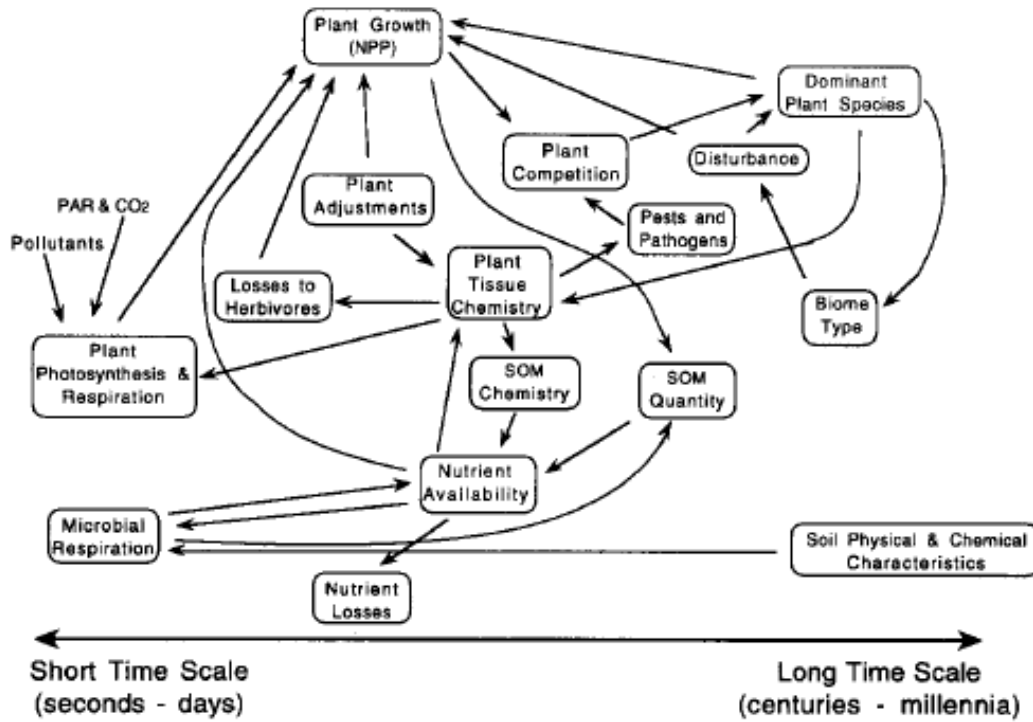 Plant Growth
(NPP)
Dominant
Plant Species
Plant
Competition
Disturbance
Plant
Adjustments
PAR & CO2
Pollutants
Pests and
Pathogens
Plant
Tissue
Chemistry
Losses to
Herbivores
Biome
Type
Plant
Photosynthesis &
Respiration
SOM
Chemistry
SOM
Quantity
Nutrient
Availability
Microbial
Respiration
Soil Physical & Chemical
Characteristics
Nutrient
Losses
Short Time Scale
(seconds - days)
Long Time Scale
(centuries - millennia)